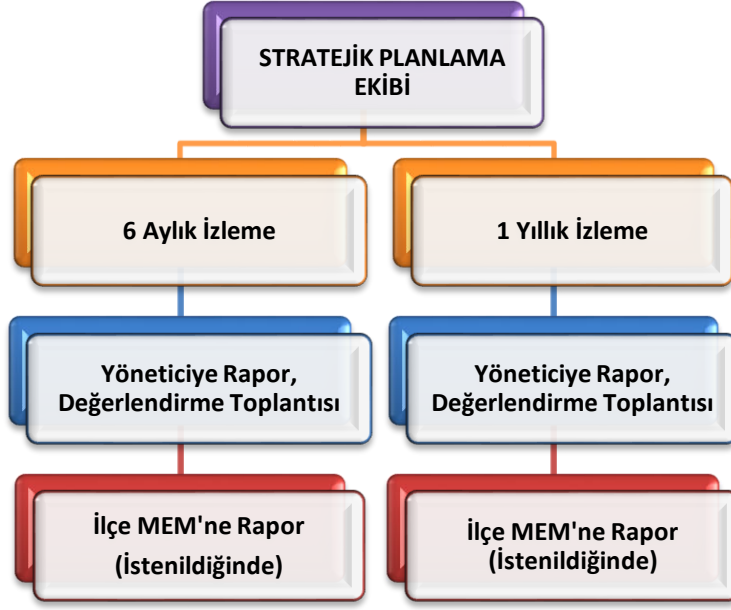 STRATEJİK PLANLAMA
EKİBİ
6 Aylık İzleme
1 Yıllık İzleme
Yöneticiye Rapor,
Değerlendirme Toplantısı
Yöneticiye Rapor,
Değerlendirme Toplantısı
İlçe MEM'ne Rapor
(İstenildiğinde)
İlçe MEM'ne Rapor
(İstenildiğinde)